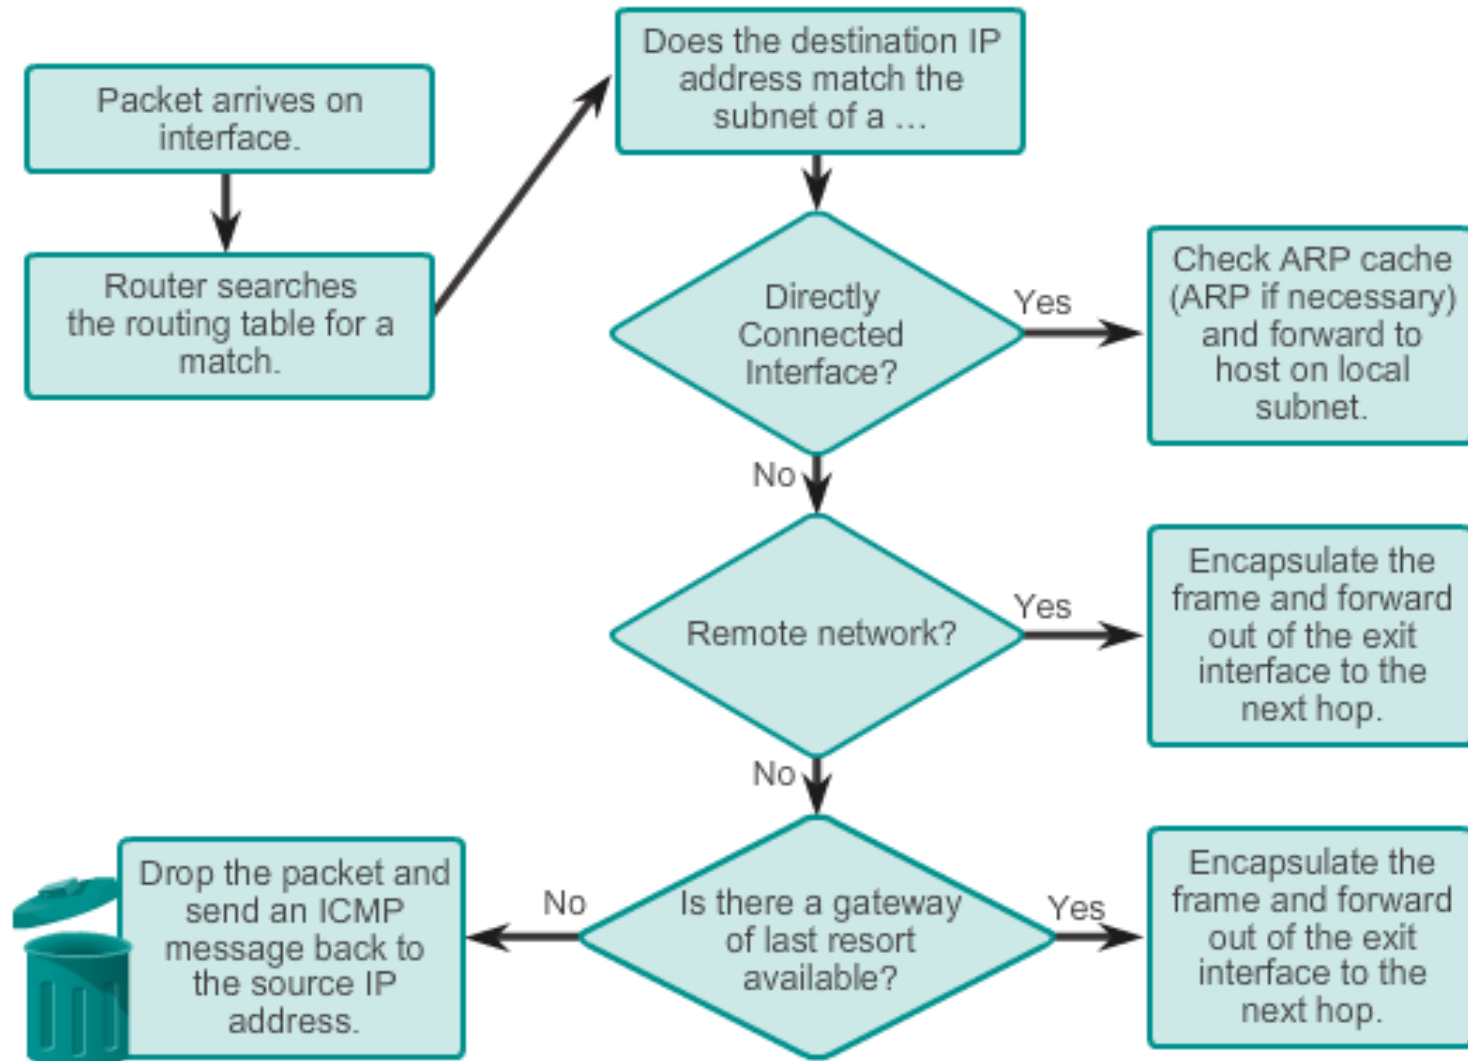 Packet arrives on
interface.
Router searches
the routing table for a
match.
Does the destination IP
address match the
subnet of a …
Directly
Connected
Interface?
Yes
Check ARP cache
(ARP if necessary)
and forward to
host on local
subnet.
No
Remote network?
Yes
Encapsulate the
frame and forward
out of the exit
interface to the
next hop.
No
Is there a gateway
of last resort
available?
Yes
Encapsulate the
frame and forward
out of the exit
interface to the
next hop.
No
Drop the packet and
send an ICMP
message back to
the source IP
address.